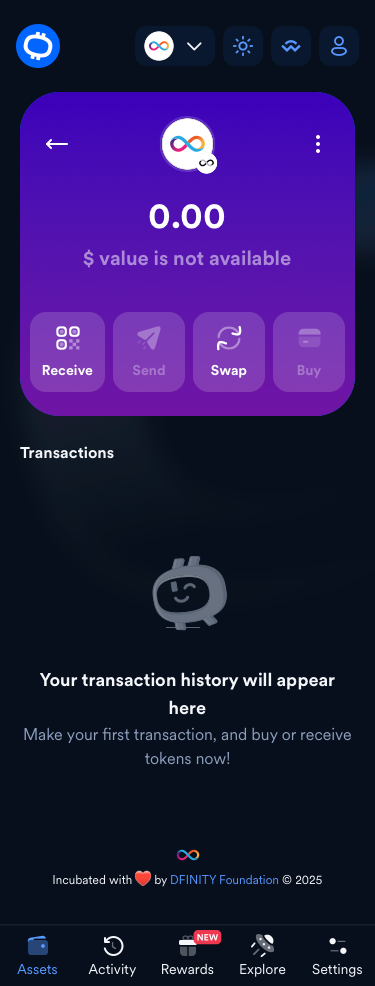 0.00
$ value is not available
Receive
Send
Swap
Buy
Transactions
Your transaction history will appear
here
Make your first transaction, and buy or receive
tokens now!
Incubated with ❤️ by DFINITY Foundation © 2025
NEW
Assets
Activity
Rewards
Explore
Settings